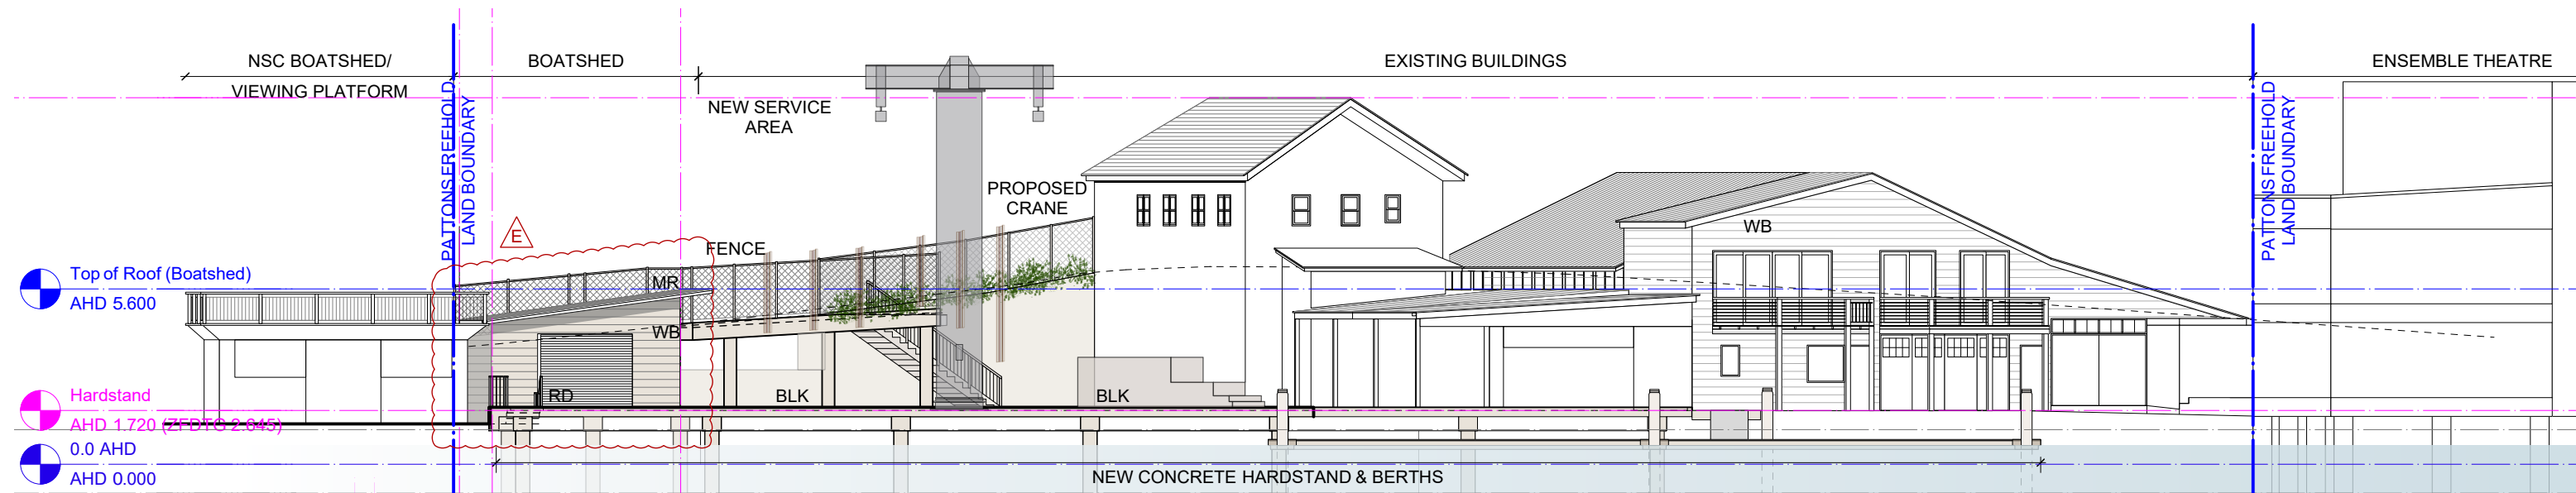 NSC BOATSHED/
VIEWING PLATFORM
BOATSHED
NEW SERVICE
AREA
EXISTING BUILDINGS
ENSEMBLE THEATRE
PATTONS FREEHOLD
LAND BOUNDARY
PATTONS FREEHOLD
LAND BOUNDARY
PROPOSED
CRANE
E
FENCE
WB
Top of Roof (Boatshed)
AHD 5.600
MR
WB
Hardstand
AHD 1.720 (ZFDTG 2.645)
RD
BLK
BLK
0.0 AHD
AHD 0.000
NEW CONCRETE HARDSTAND & BERTHS